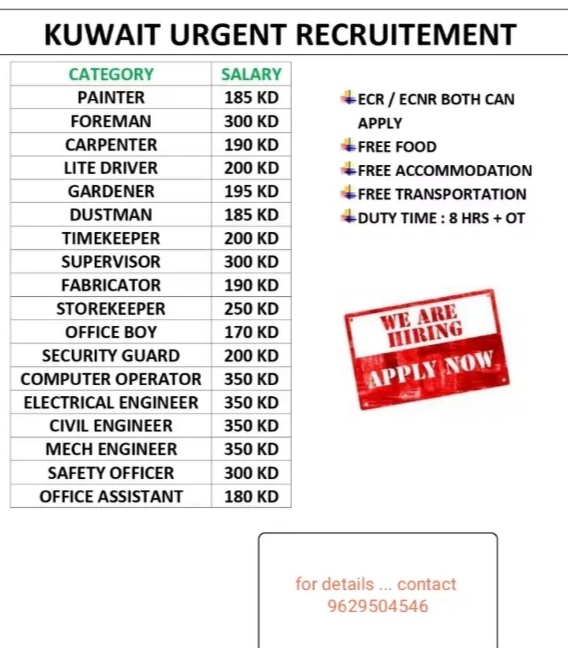 KUWAIT URGENT RECRUITEMENT
CATEGORY SALARY
PAINTER 185 KD
FOREMAN 300 KD
CARPENTER 190 KD
LITE DRIVER 200 KD
GARDENER 195 KD
DUSTMAN 185 KD
TIMEKEEPER 200 KD
SUPERVISOR 300 KD
FABRICATOR 190 KD
STOREKEEPER 250 KD
OFFICE BOY 170 KD
SECURITY GUARD 200 KD
COMPUTER OPERATOR 350 KD
ELECTRICAL ENGINEER 350 KD
CIVIL ENGINEER 350 KD
MECH ENGINEER 350 KD
SAFETY OFFICER 300 KD
OFFICE ASSISTANT 180 KD
ECR / ECNR BOTH CAN
APPLY
FREE FOOD
FREE ACCOMMODATION
FREE TRANSPORTATION
DUTY TIME : 8 HRS + OT
WE ARE
HIRING
APPLY NOW
for details ... contact
9629504546